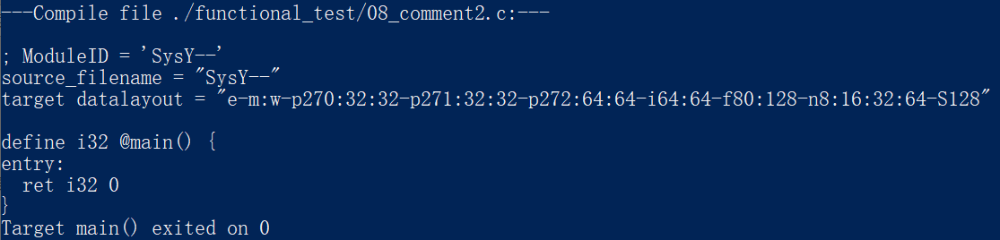 ---Compile file ./functional_test/08_comment2.c:---
; ModuleID = 'SysY--'
source_filename = "SysY--"
target datalayout = "e-m:w-p270:32:32-p271:32:32-p272:64:64-i64:64-f80:128-n8:16:32:64-S128"
define i32 @main() {
entry:
  ret i32 0
}
Target main() exited on 0